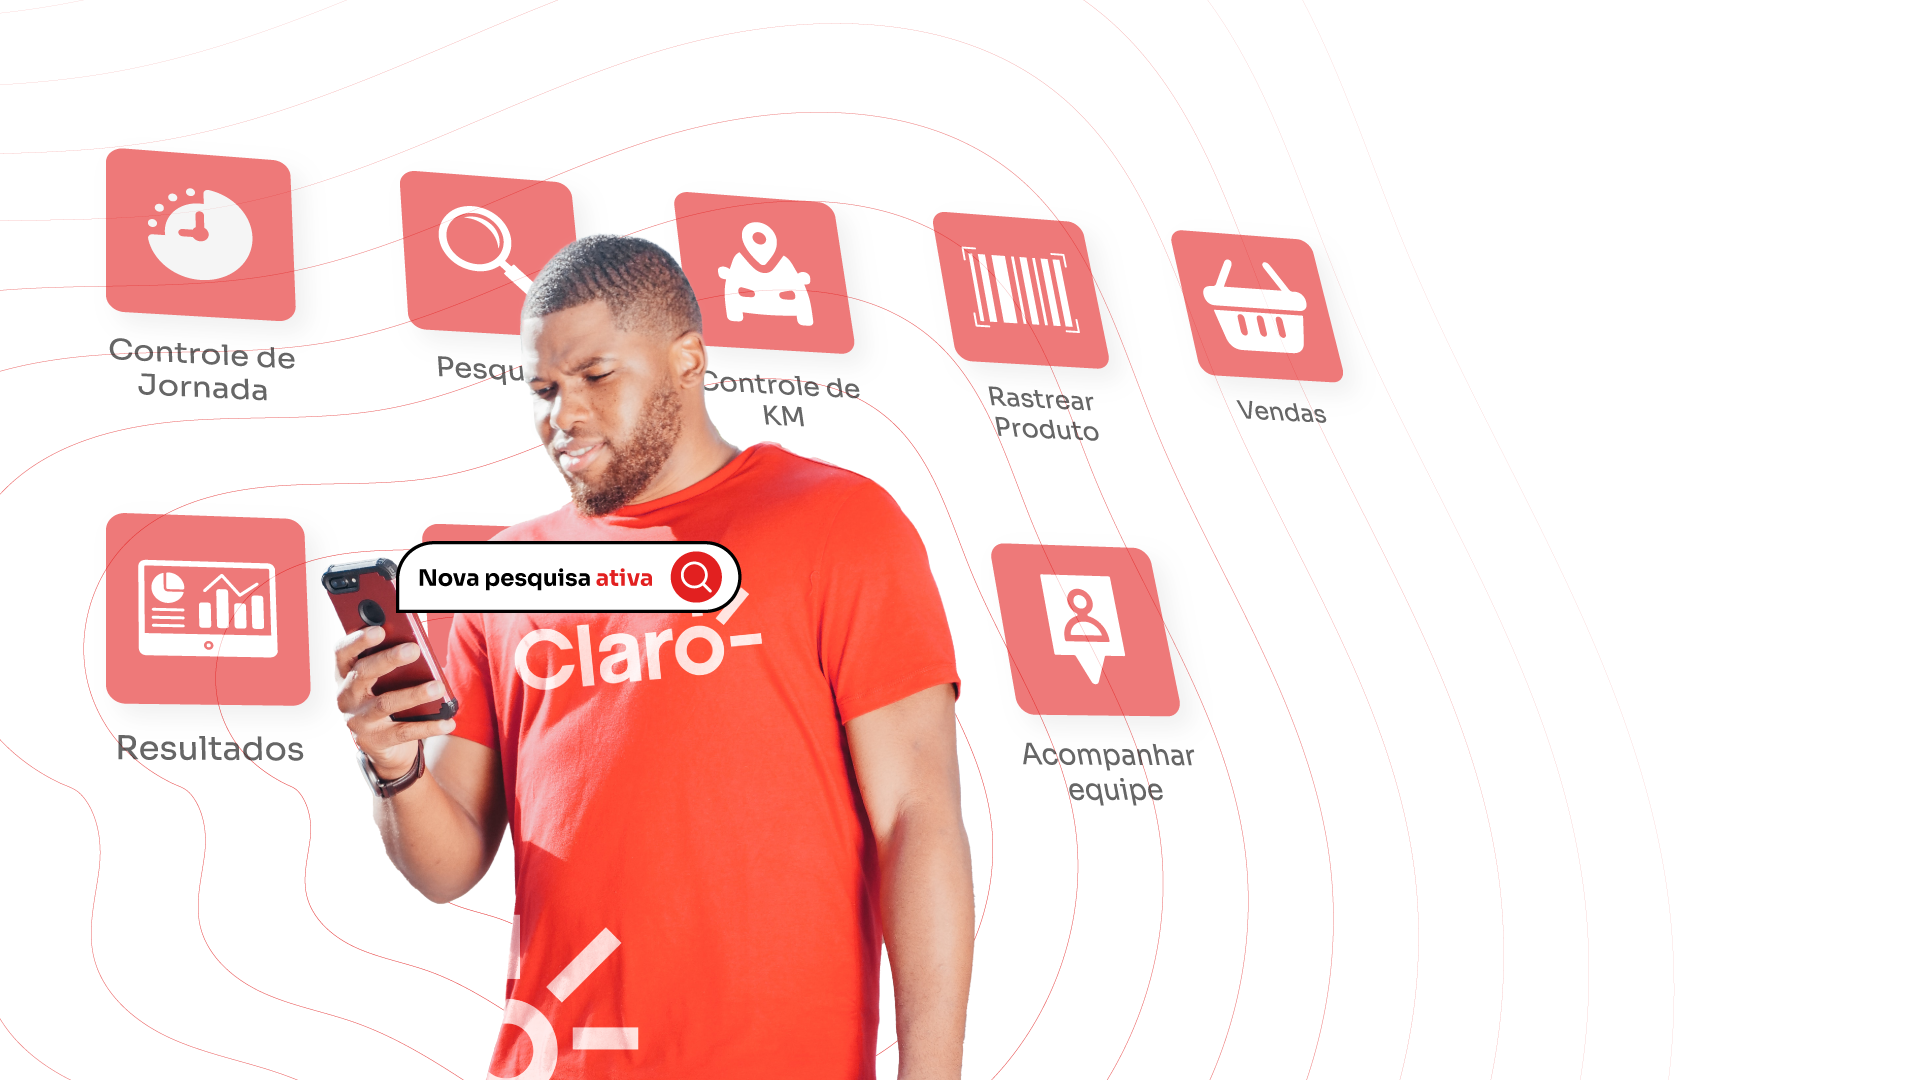 Controle de
Jornada
Pesqu
Controle de
KM
Rastrear
Produto
Vendas
Nova pesquisa ativa
Claro
Resultados
Acompanhar
equipe